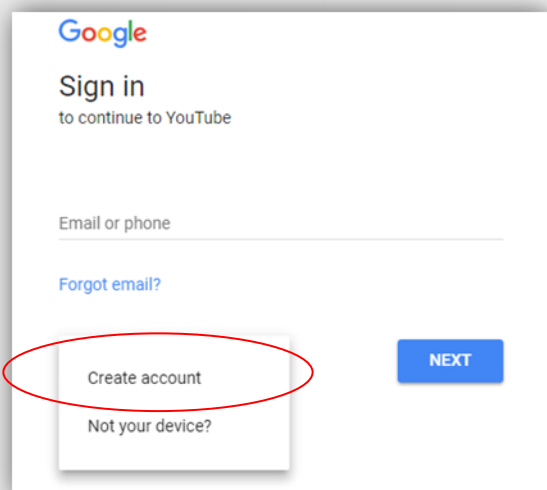 Google
Sign in
to continue to YouTube
Email or phone
Forgot email?
Create account
NEXT
Not your device?